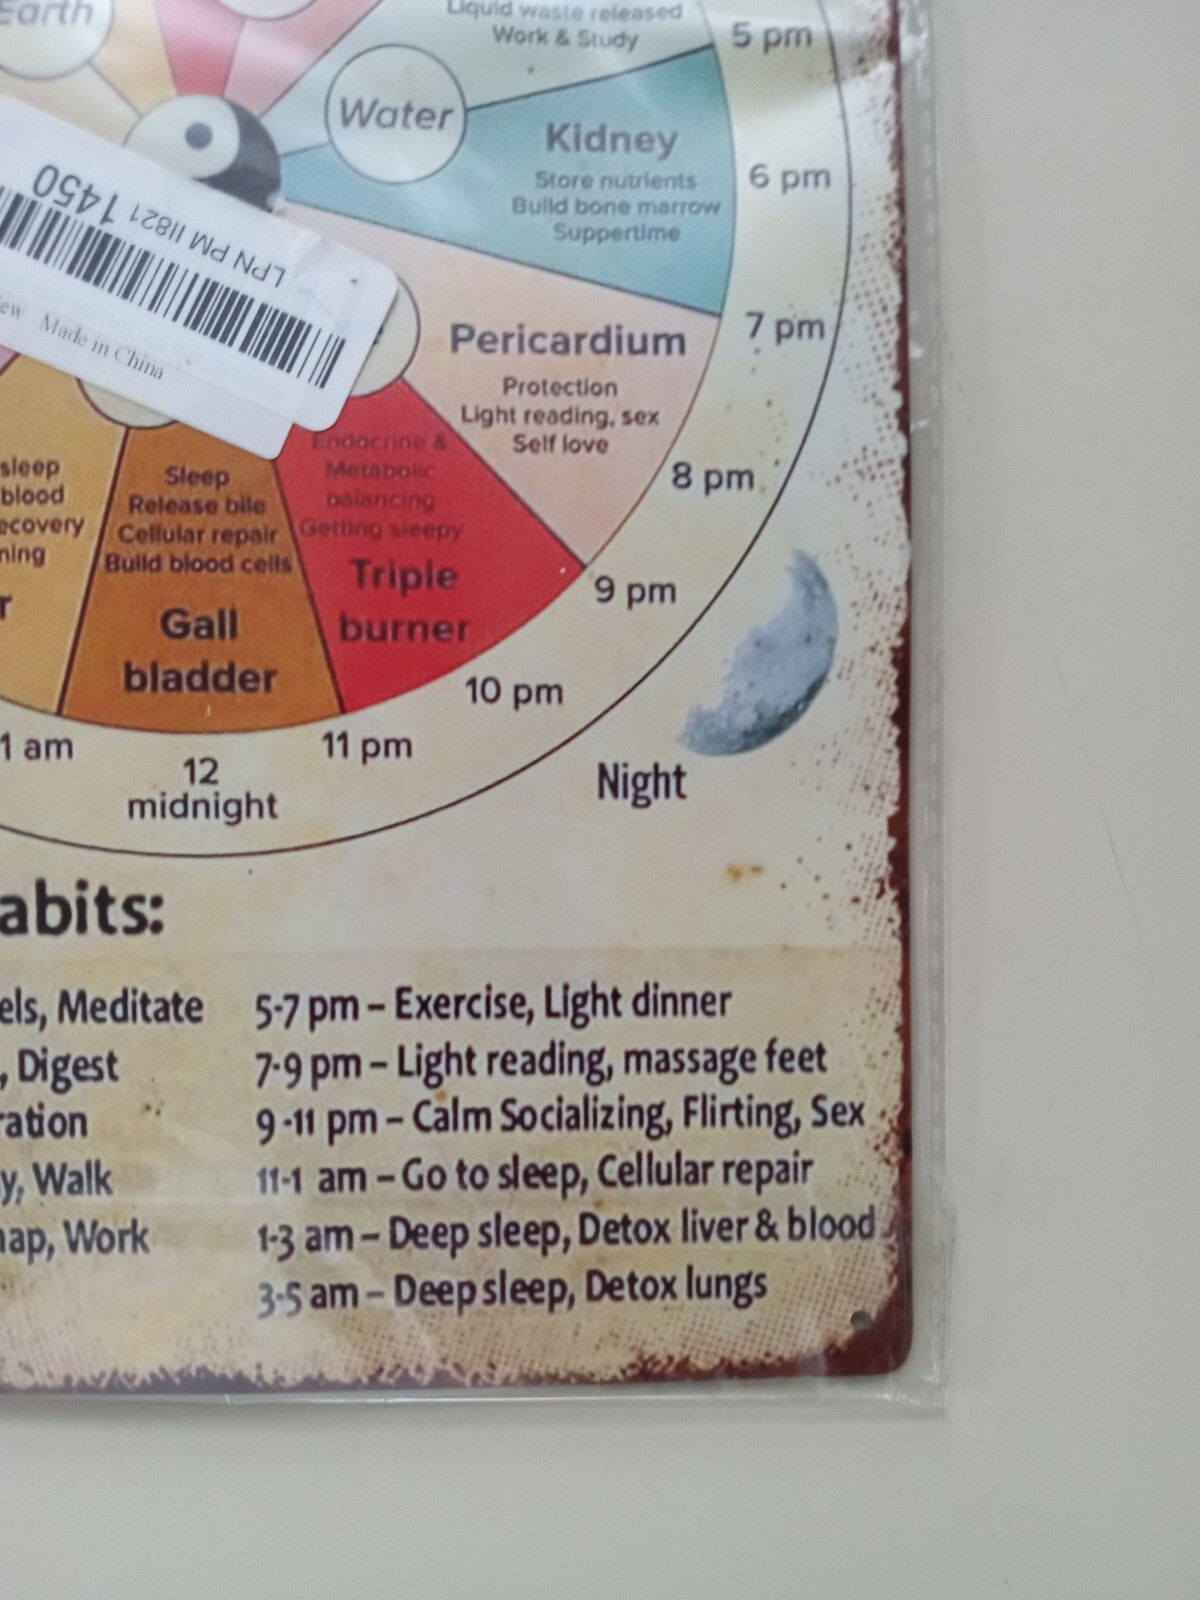 Earth
Liquid waste released
Work & Study
5 pm
Water
Kidney
Store nutrients
Build bone marrow
Suppertime
6 pm
LPN PM II821 1450
Made in China
7 pm
Pericardium
Protection
Light reading, sex
Self love
8 pm
Endocrine &
Metabolic
balancing
Getting sleepy
Triple
burner
9 pm
sleep
blood
ecovery
ning
r
Sleep
Release bile
Cellular repair
Build blood cells
Gall
bladder
10 pm
11 pm
1 am
12
midnight
Night
abits:
els, Meditate
, Digest
ration
y, Walk
nap, Work
5-7 pm – Exercise, Light dinner
7-9 pm – Light reading, massage feet
9-11 pm – Calm Socializing, Flirting, Sex
11-1 am – Go to sleep, Cellular repair
1-3 am – Deep sleep, Detox liver & blood
3-5 am – Deep sleep, Detox lungs